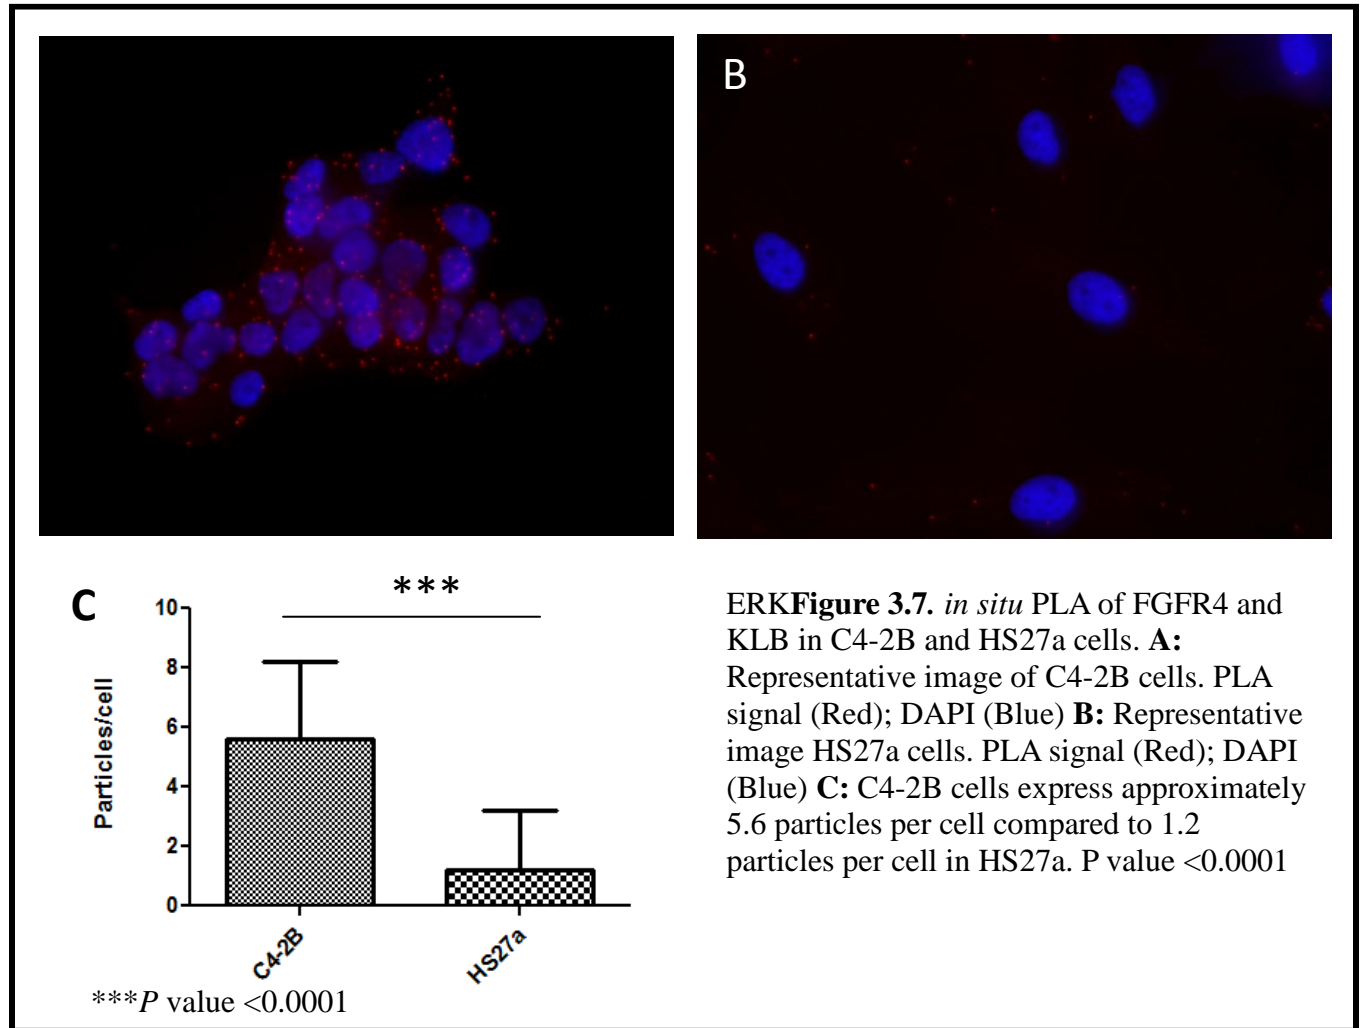 B
C
***
10
8
6
4
2
0
Particles/cell
C4-2B
HS27a
***P value <0.0001
ERKFigure 3.7. in situ PLA of FGFR4 and
KLB in C4-2B and HS27a cells. A:
Representative image of C4-2B cells. PLA
signal (Red); DAPI (Blue) B: Representative
image HS27a cells. PLA signal (Red); DAPI
(Blue) C: C4-2B cells express approximately
5.6 particles per cell compared to 1.2
particles per cell in HS27a. P value <0.0001